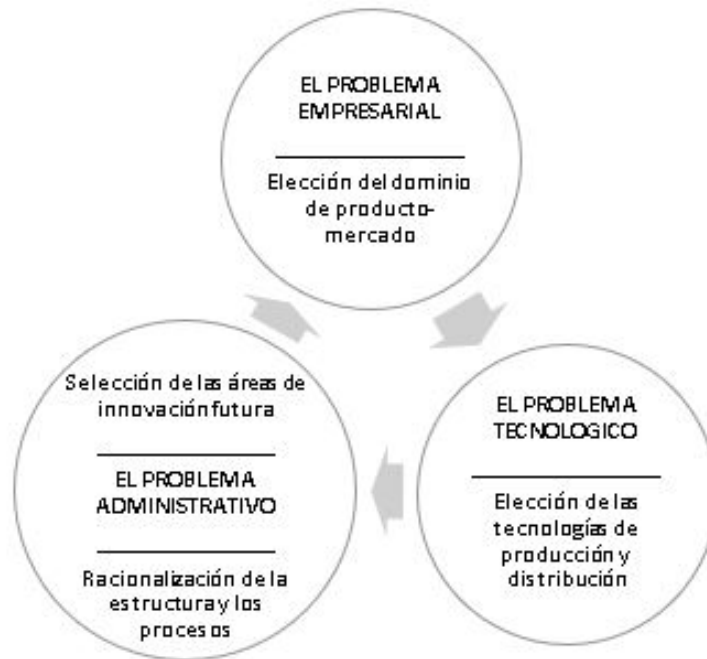 EL PROBLEMA
EMPRESARIAL
Elección del dominio
de producto-
mercado
Selección de las áreas de
innovación futura
EL PROBLEMA
ADMINISTRATIVO
Racionalización de la
estructura y los
procesos
EL PROBLEMA
TECNOLOGICO
Elección de las
tecnologías de
producción y
distribución